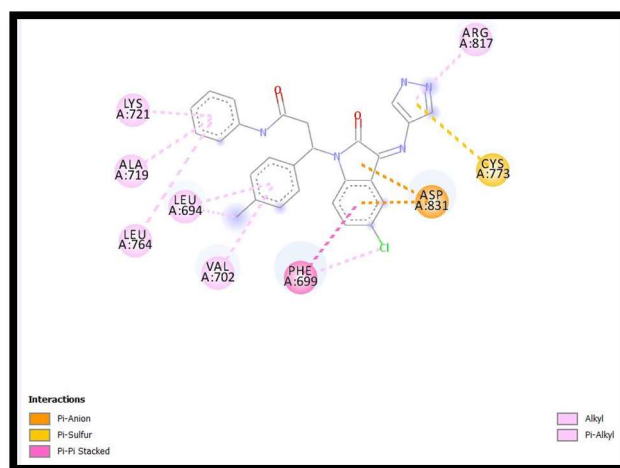 ARG
A:817
LYS
A:721
ALA
A:719
LEU
A:694
LEU
A:764
VAL
A:702
PHE
A:699
ASP
A:831
CYS
A:773
O
N
N
O
N
N
N
Cl
Interactions
Pi-Anion
Pi-Sulfur
Pi-Pi Stacked
Alkyl
Pi-Alkyl